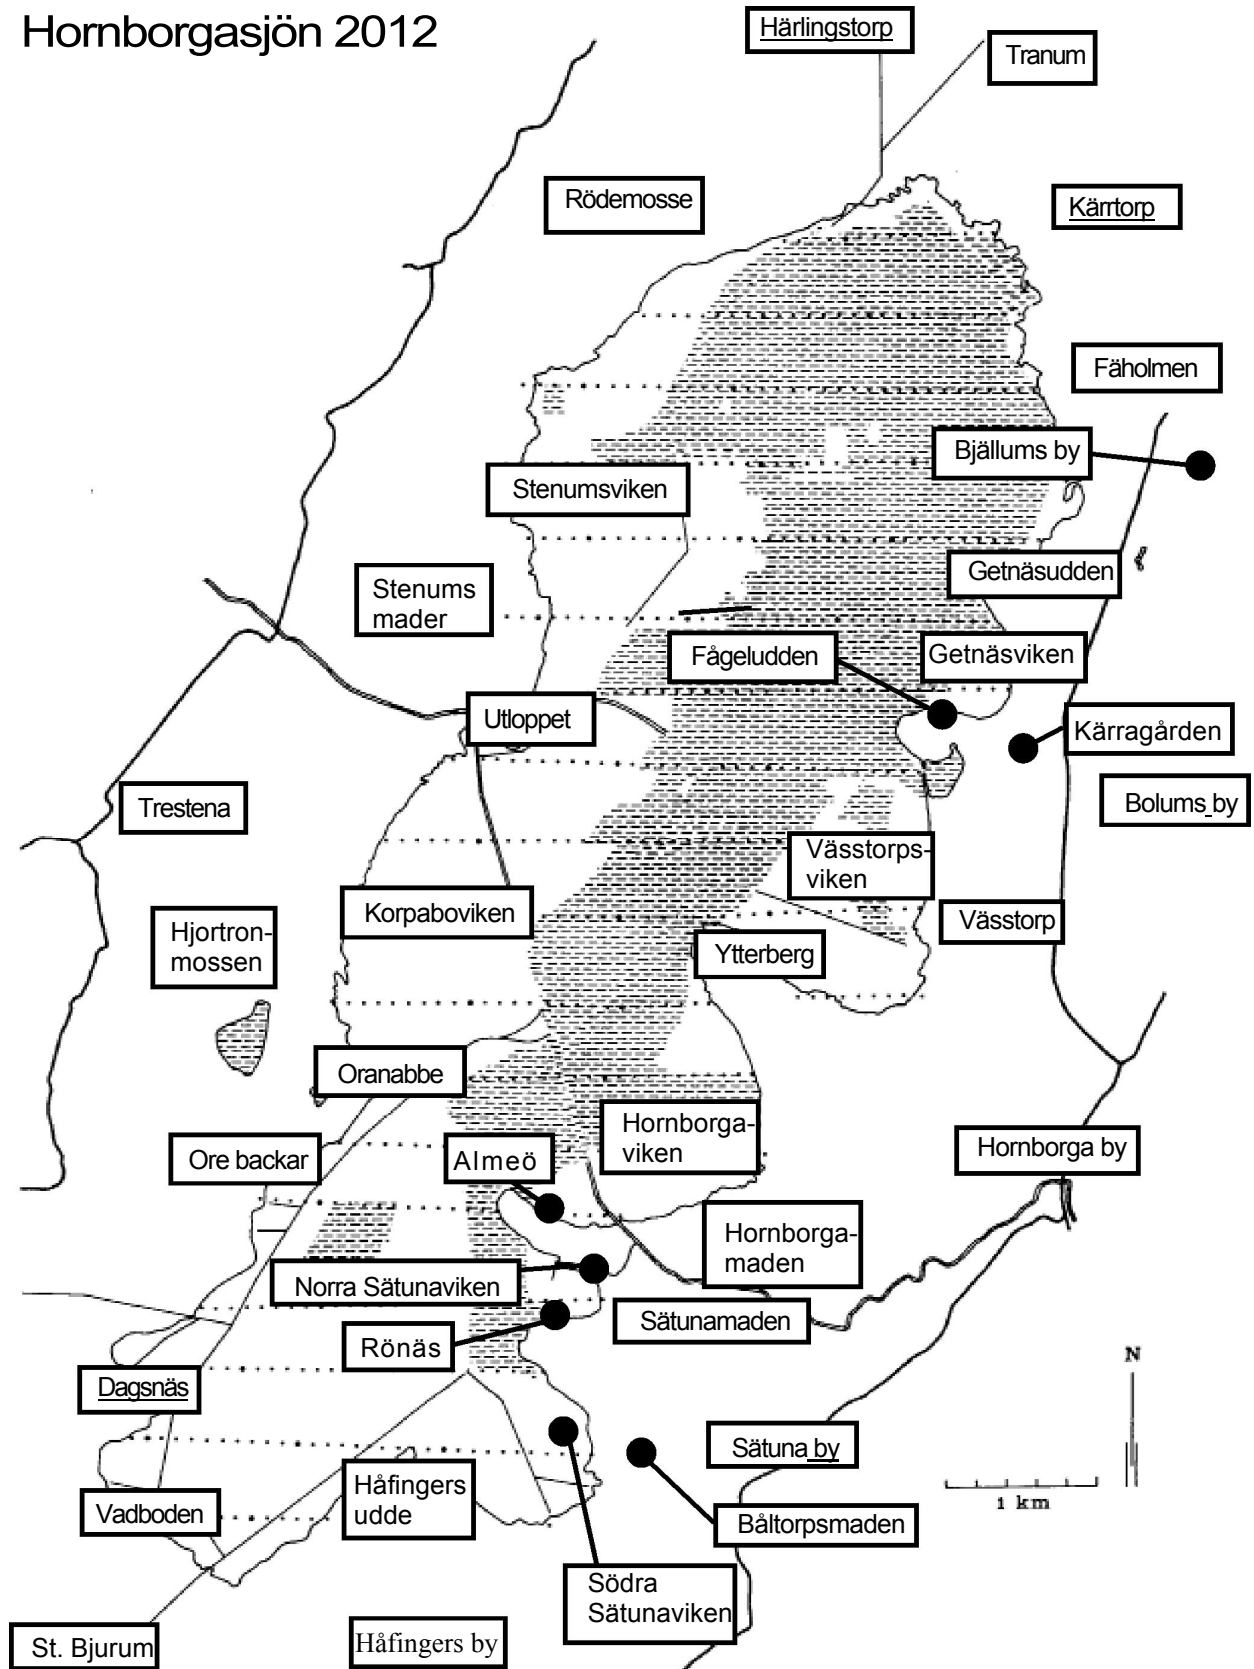 Hornborgasjön 2012
Härlingstorp
Tranum
Rödemosse
Kärrtorp
Fäholmen
Bjällums by
Stenumsviken
Getnäsudden
Stenums
mader
Fågeludden
Getnäsviken
Utloppet
Kärragården
Trestena
Bolums by
Vässtorps-
viken
Korpaboviken
Vässtorp
Hjortron-
mossen
Ytterberg
Oranabbe
Hornborga-
viken
Hornborga by
Ore backar
Almeö
Hornborga-
maden
Norra Sätunaviken
Sätunamaden
Rönäs
N
Dagsnäs
Sätuna by
Håfingers
udde
1 km
Vadboden
Båltorpsmaden
Södra
Sätunaviken
St. Bjurum
Håfingers by